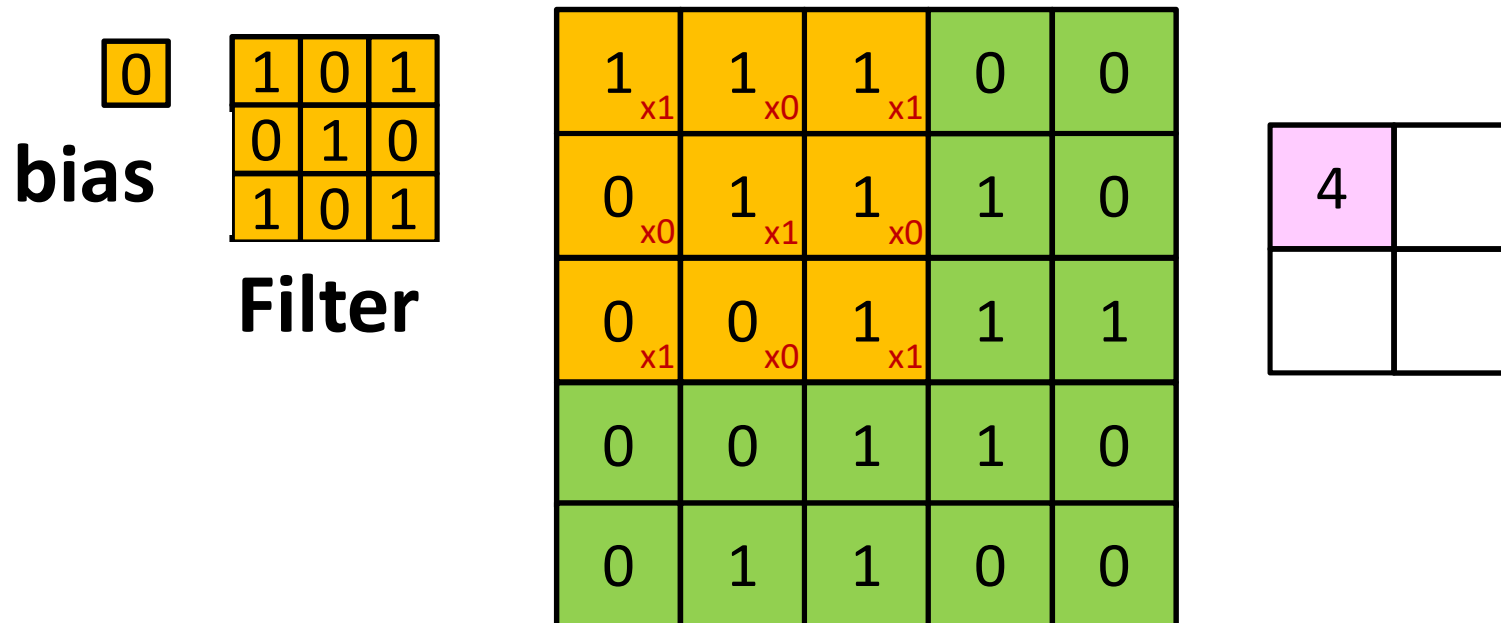 0
bias
1 0 1
0 1 0
1 0 1
Filter
1 x1 1 x0 1 x1 0 0
0 x0 1 x1 1 x0 1 0
0 x1 0 x0 1 x1 1 1
0 0 1 1 0
0 1 1 0 0
4